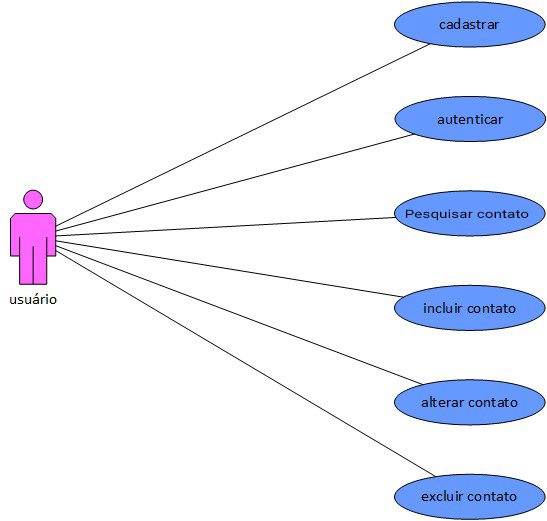 cadastrar
autenticar
Pesquisar contato
usuário
incluir contato
alterar contato
excluir contato